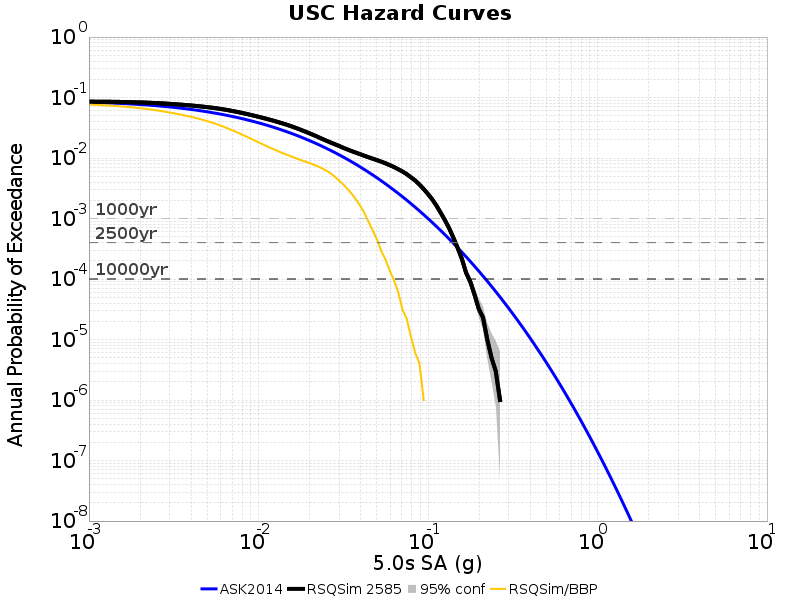 USC Hazard Curves
Annual Probability of Exceedance
10^0
10^-1
10^-2
10^-3
10^-4
10^-5
10^-6
10^-7
10^-8
1000yr
2500yr
10000yr
10^-3 10^-2 10^-1 10^0 10^1
5.0s SA (g)
ASK2014 RSQSim 2585 95% conf RSQSim/BBP